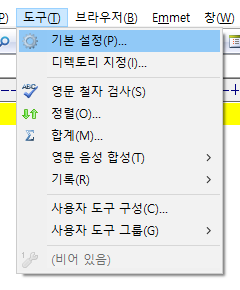 (P) 도구(T) 브라우저(B) Emmet 창(W)
기본 설정(P)...
디렉토리 지정(I)...
영문 철자 검사(S)
정렬(O)...
합계(M)...
영문 음성 합성(T)
기록(R)
사용자 도구 구성(C)...
사용자 도구 그룹(G)
(비어 있음)